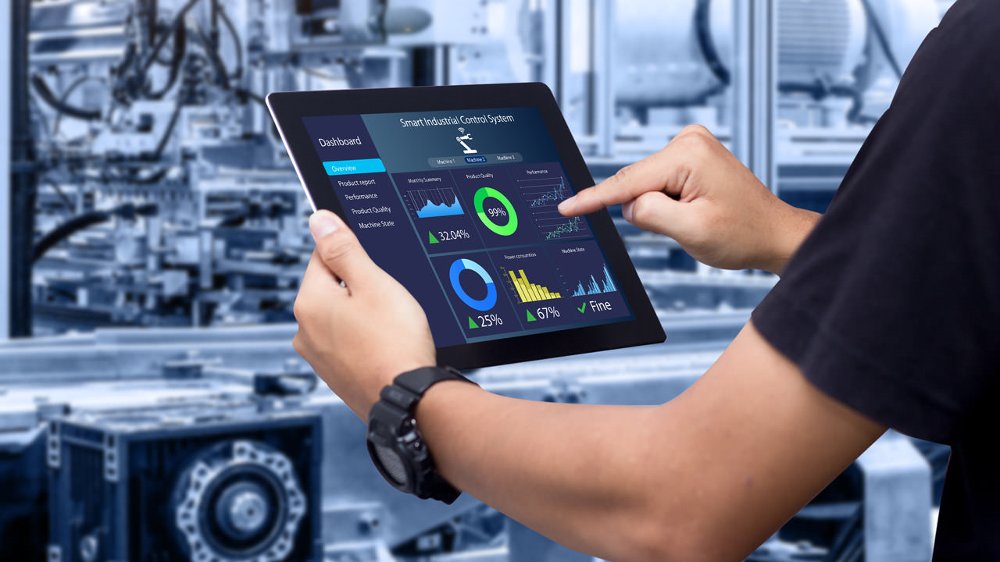 Smart Industrial Control System
Dashboard
Machine 1
Machine 2
Machine 3
Overview
Product report
Performance
Product Quality
Machine State
Monthly Summary
Product Quality
Performance
99%
32.04%
Power consumtion
Machine State
25%
67%
Fine